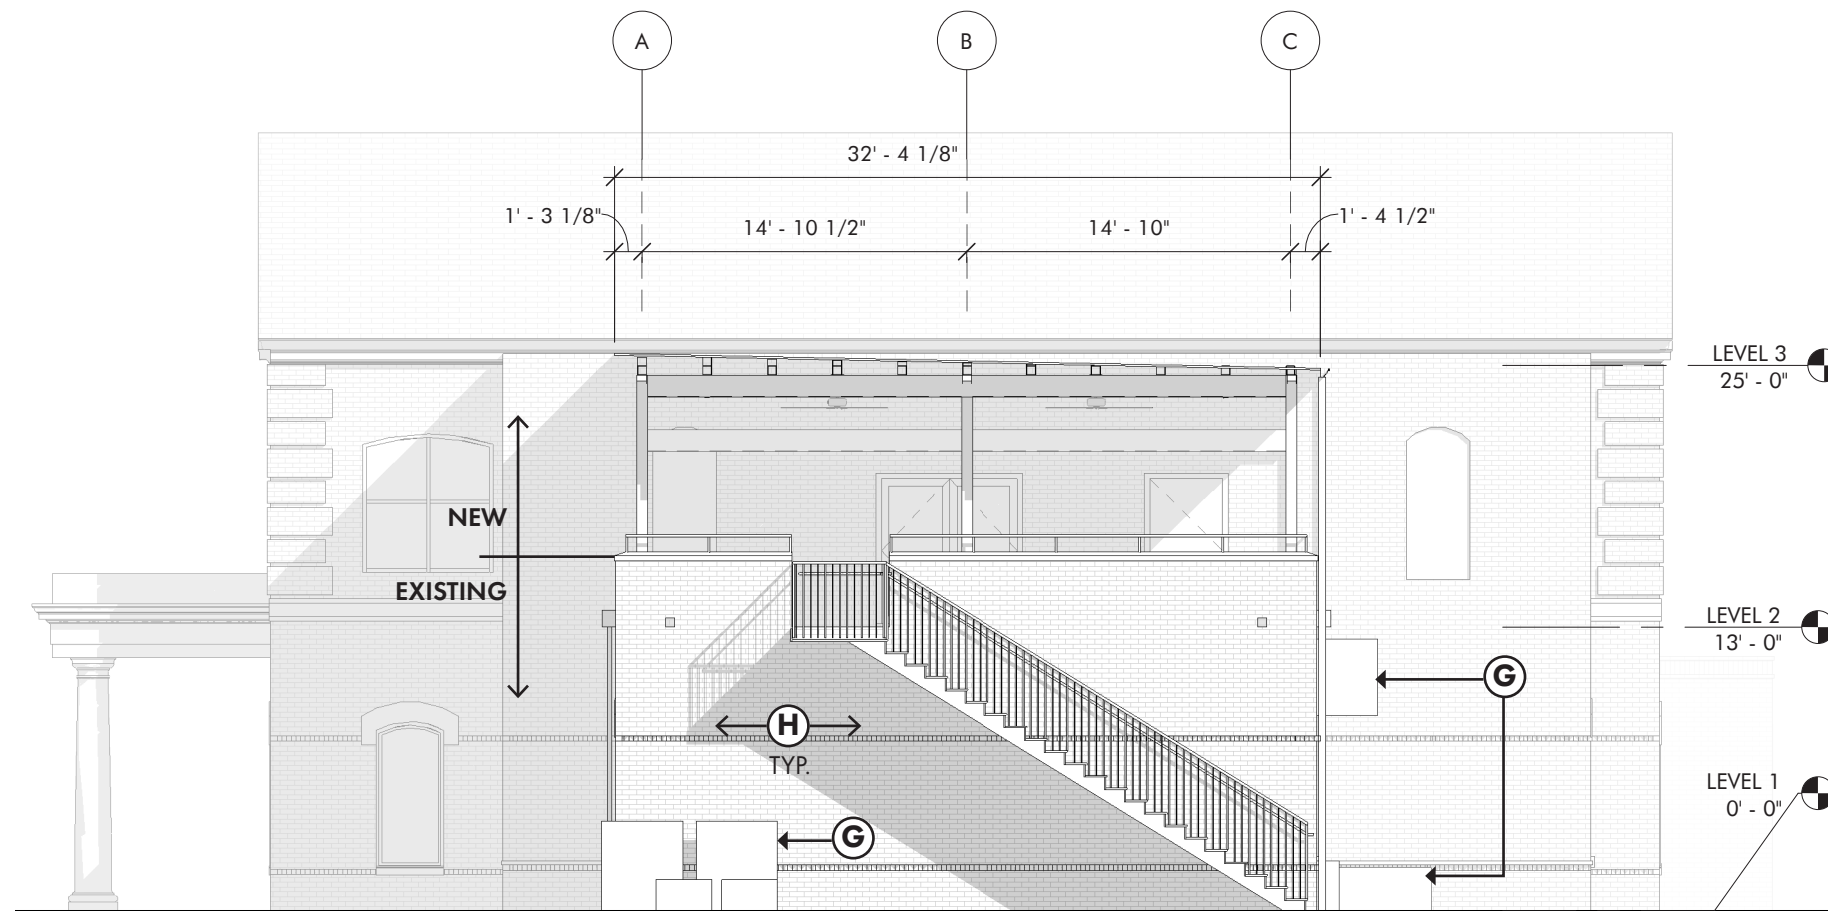 A
B
C
32' - 4 1/8"
1' - 3 1/8"
14' - 10 1/2"
14' - 10"
1' - 4 1/2"
LEVEL 3
25' - 0"
NEW
EXISTING
LEVEL 2
13' - 0"
G
H
TYP.
LEVEL 1
0' - 0"
G